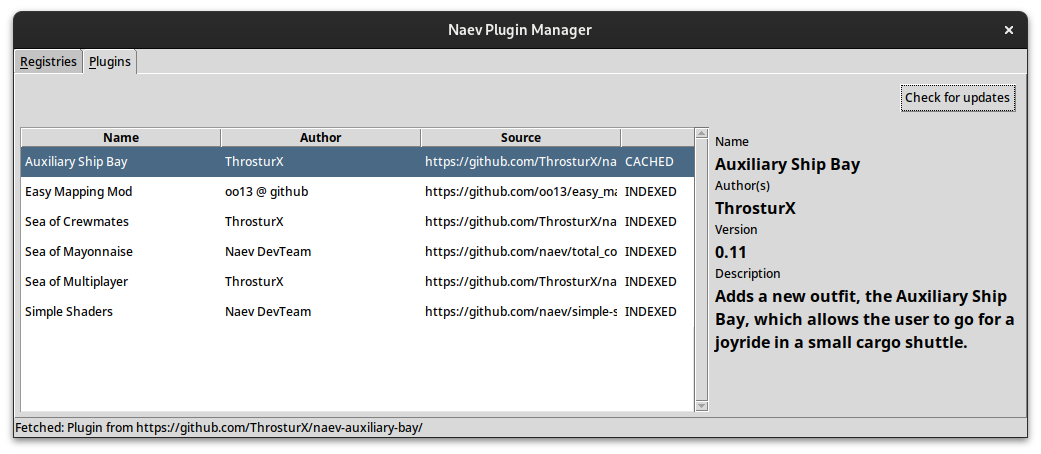 Naev Plugin Manager ×
Registries Plugins
Check for updates
Name Author Source
Auxiliary Ship Bay ThrosturX https://github.com/ThrosturX/na CACHED
Easy Mapping Mod oo13 @ github https://github.com/oo13/easy_ma INDEXED
Sea of Crewmates ThrosturX https://github.com/ThrosturX/na INDEXED
Sea of Mayonnaise Naev DevTeam https://github.com/naev/total_co INDEXED
Sea of Multiplayer ThrosturX https://github.com/ThrosturX/na INDEXED
Simple Shaders Naev DevTeam https://github.com/naev/simple-s INDEXED
Name
Auxiliary Ship Bay
Author(s)
ThrosturX
Version
0.11
Description
Adds a new outfit, the Auxiliary Ship
Bay, which allows the user to go for a
joyride in a small cargo shuttle.
Fetched: Plugin from https://github.com/ThrosturX/naev-auxiliary-bay/